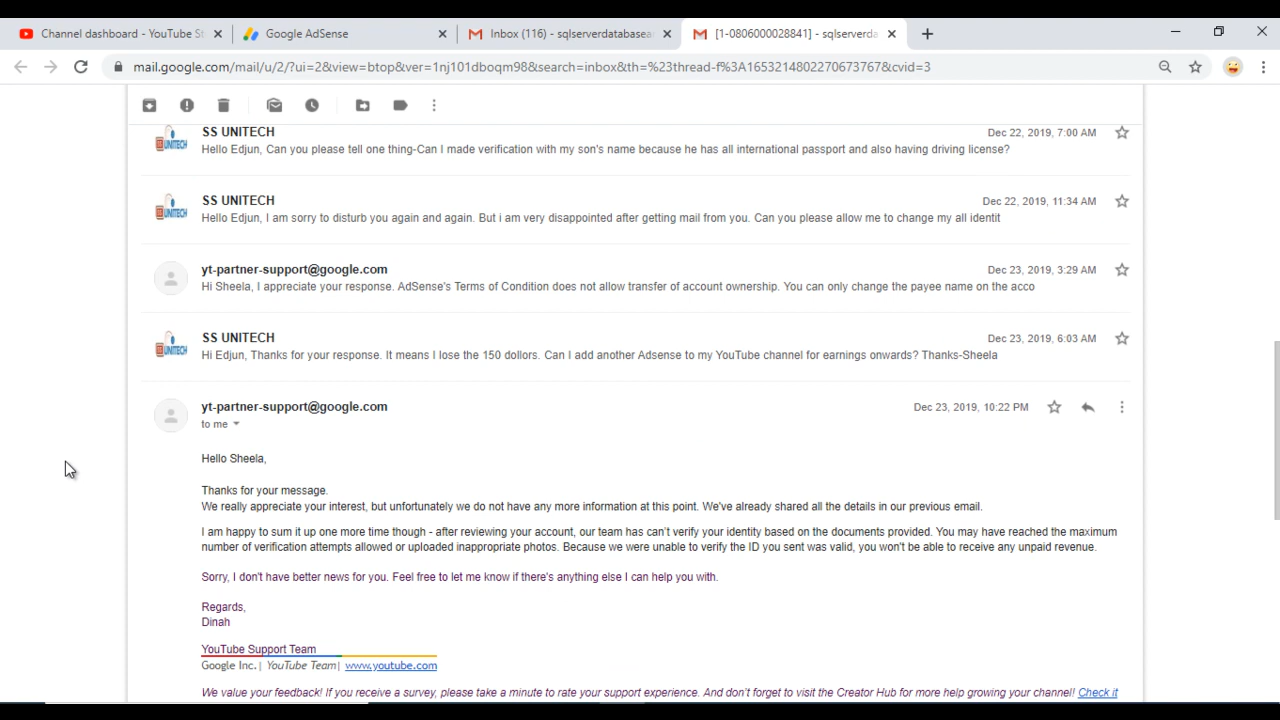 Channel dashboard - YouTube St
Google AdSense
Inbox (116) - sqlserverdatabasea
[1-0806000028841] - sqlserverda
mail.google.com/mail/u/2/?ui=2&view=btop&ver=1nj101dboqm98&search=inbox&th=%23thread-f%3A1653214802270673767&cvid=3
SS UNITECH
Dec 22, 2019, 7:00 AM
Hello Edjun, Can you please tell one thing-Can I made verification with my son's name because he has all international passport and also having driving license?
SS UNITECH
Dec 22, 2019, 11:34 AM
Hello Edjun, I am sorry to disturb you again and again. But i am very disappointed after getting mail from you. Can you please allow me to change my all identit
yt-partner-support@google.com
Dec 23, 2019, 3:29 AM
Hi Sheela, I appreciate your response. AdSense's Terms of Condition does not allow transfer of account ownership. You can only change the payee name on the acco
SS UNITECH
Dec 23, 2019, 6:03 AM
Hi Edjun, Thanks for your response. It means I lose the 150 dollors. Can I add another Adsense to my YouTube channel for earnings onwards? Thanks-Sheela
yt-partner-support@google.com
Dec 23, 2019, 10:22 PM
to me
Hello Sheela,
Thanks for your message.
We really appreciate your interest, but unfortunately we do not have any more information at this point. We've already shared all the details in our previous email.
I am happy to sum it up one more time though - after reviewing your account, our team has can't verify your identity based on the documents provided. You may have reached the maximum
number of verification attempts allowed or uploaded inappropriate photos. Because we were unable to verify the ID you sent was valid, you won't be able to receive any unpaid revenue.
Sorry, I don't have better news for you. Feel free to let me know if there's anything else I can help you with.
Regards,
Dinah
YouTube Support Team
Google Inc.| YouTube Team| www.youtube.com
We value your feedback! If you receive a survey, please take a minute to rate your support experience. And don't forget to visit the Creator Hub for more help growing your channel! Check it